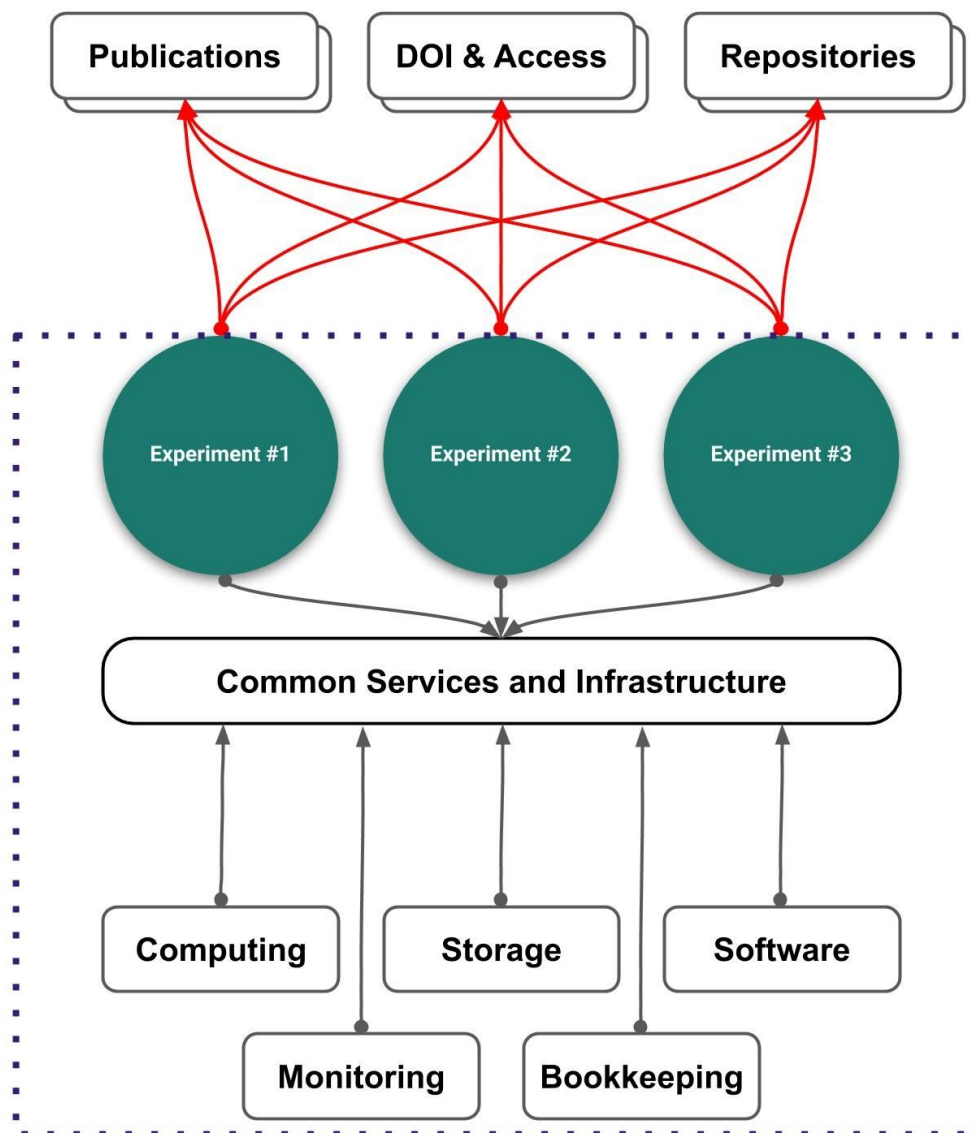 Publications
DOI & Access
Repositories
Experiment #1
Experiment #2
Experiment #3
Common Services and Infrastructure
Computing
Storage
Software
Monitoring
Bookkeeping